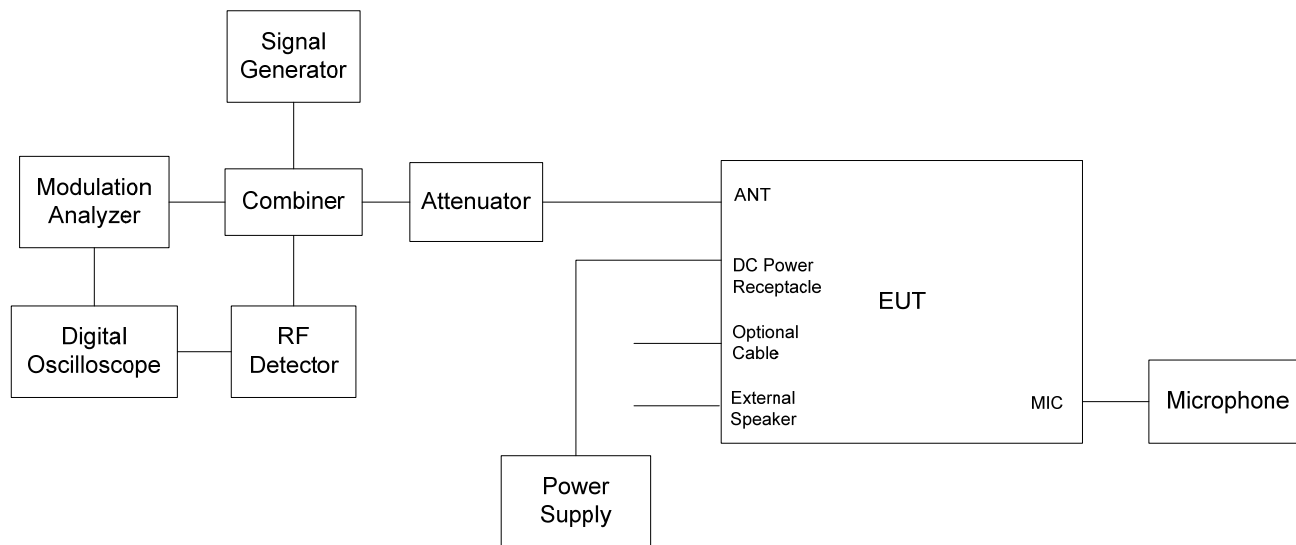 Signal
Generator
Modulation
Analyzer
Combiner
Attenuator
ANT
DC Power
Receptacle
EUT
Digital
Oscilloscope
RF
Detector
Optional
Cable
External
Speaker
MIC
Microphone
Power
Supply